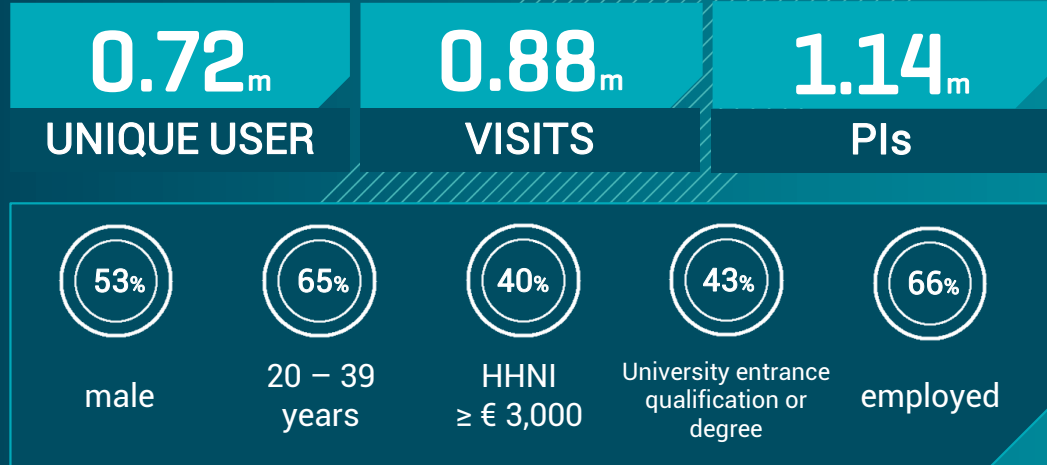 0.72m
0.88m
1.14m
UNIQUE USER
VISITS
PIs
53%
65%
40%
43%
66%
male
20 – 39
years
HHNI
≥ € 3,000
University entrance
qualification or
degree
employed